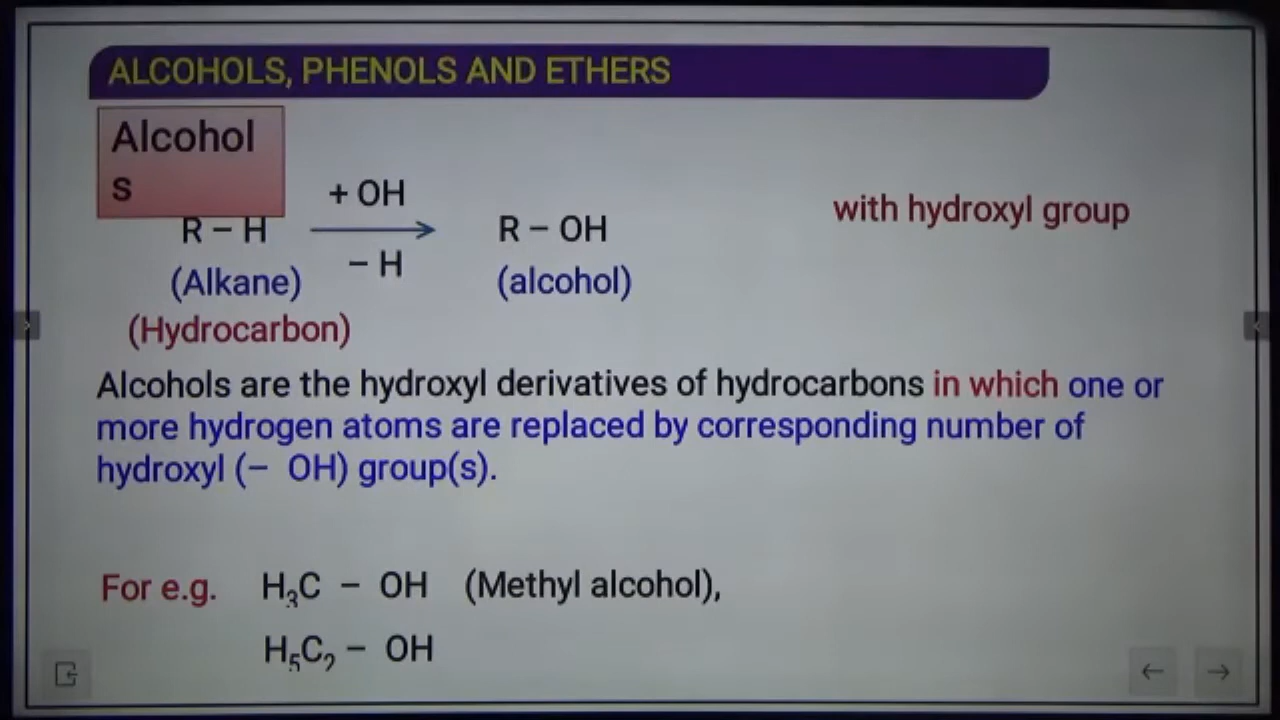 ALCOHOLS, PHENOLS AND ETHERS
Alcohol
s
+ OH
with hydroxyl group
R – H
R – OH
– H
(Alkane)
(alcohol)
(Hydrocarbon)
Alcohols are the hydroxyl derivatives of hydrocarbons in which one or
more hydrogen atoms are replaced by corresponding number of
hydroxyl (– OH) group(s).
For e.g. H₃C – OH (Methyl alcohol),
H₅C₂ – OH